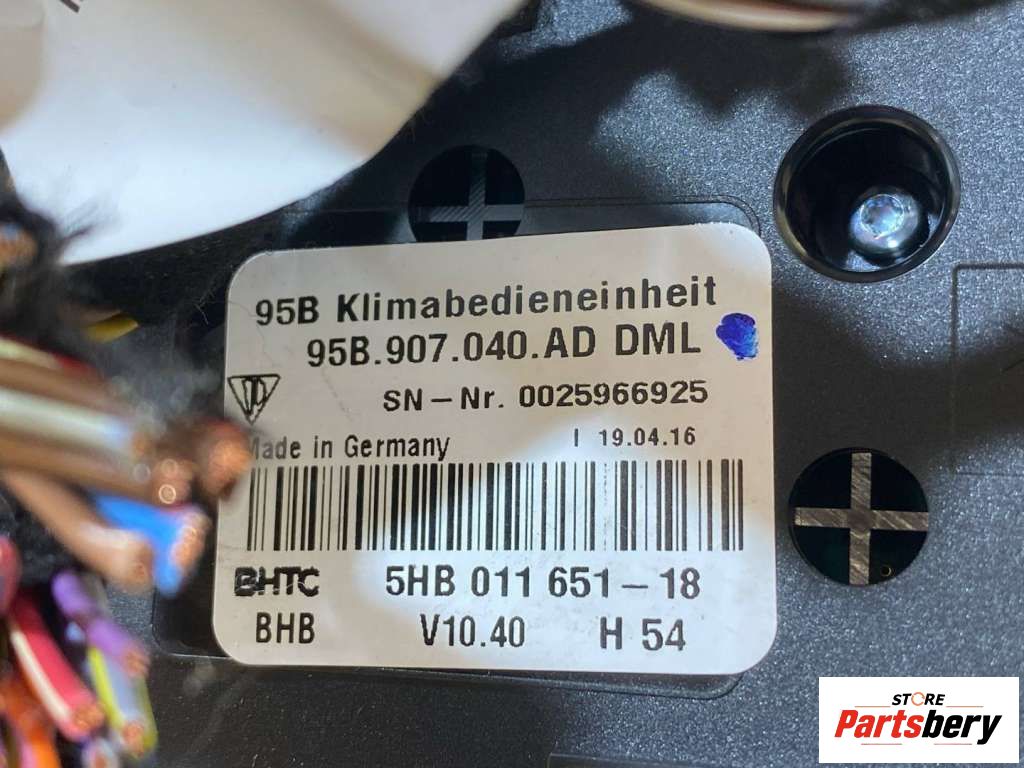 95B Klimabedieneinheit
95B.907.040.AD DML
SN-Nr. 0025966925
Made in Germany I 19.04.16
BHTC 5HB 011 651-18
BHB V10.40 H 54
STORE
Partsbery